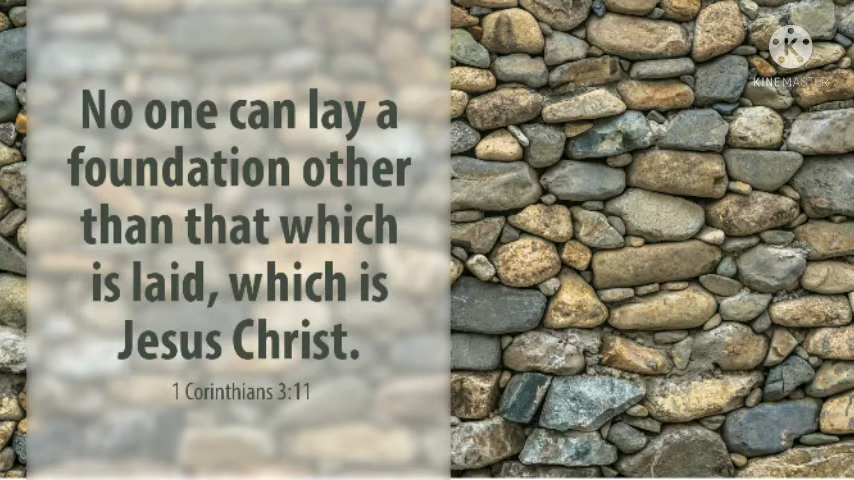 No one can lay a
foundation other
than that which
is laid, which is
Jesus Christ.
1 Corinthians 3:11
KINEMASTER